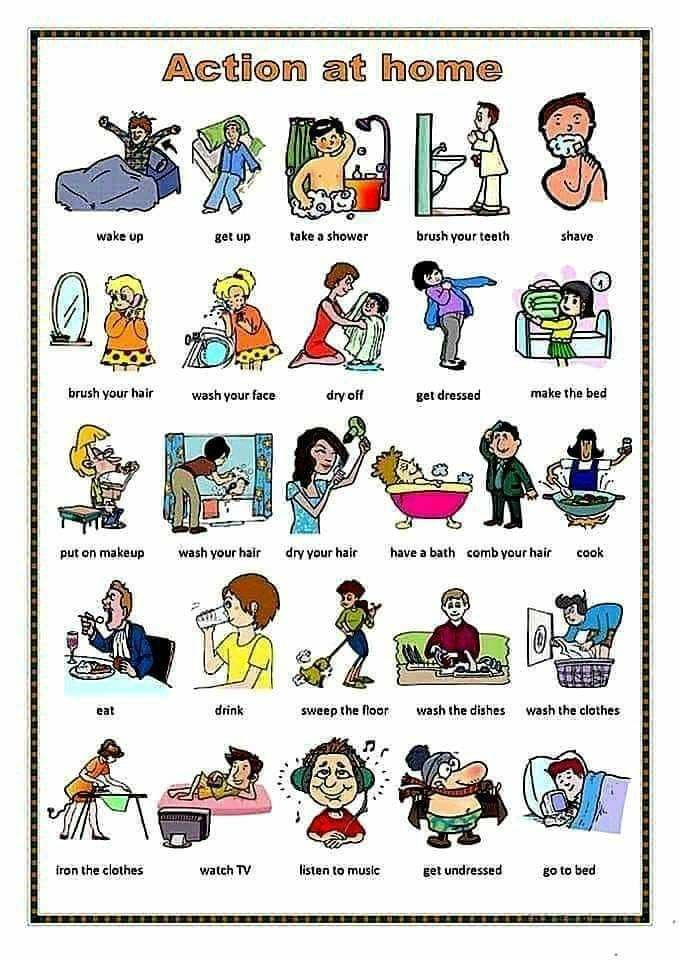 Action at home
wake up get up take a shower brush your teeth shave
brush your hair wash your face dry off get dressed make the bed
put on makeup wash your hair dry your hair have a bath comb your hair cook
eat drink sweep the floor wash the dishes wash the clothes
iron the clothes watch TV listen to music get undressed go to bed